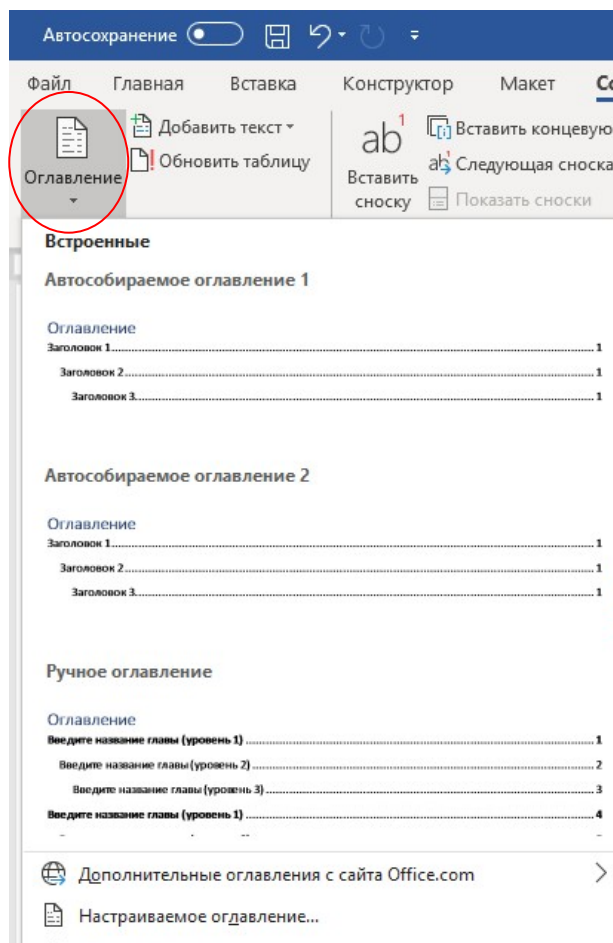 Автосохранение
Файл Главная Вставка Конструктор Макет Сс
Оглавление
Добавить текст
Обновить таблицу
ab1
Вставить сноску
Вставить концевую
Следующая сноска
Показать сноски
Встроенные
Автособираемое оглавление 1
Оглавление
Заголовок 1 1
Заголовок 2 1
Заголовок 3 1
Автособираемое оглавление 2
Оглавление
Заголовок 1 1
Заголовок 2 1
Заголовок 3 1
Ручное оглавление
Оглавление
Введите название главы (уровень 1) 1
Введите название главы (уровень 2) 2
Введите название главы (уровень 3) 3
Введите название главы (уровень 1) 4
Дополнительные оглавления с сайта Office.com
Настраиваемое оглавление...